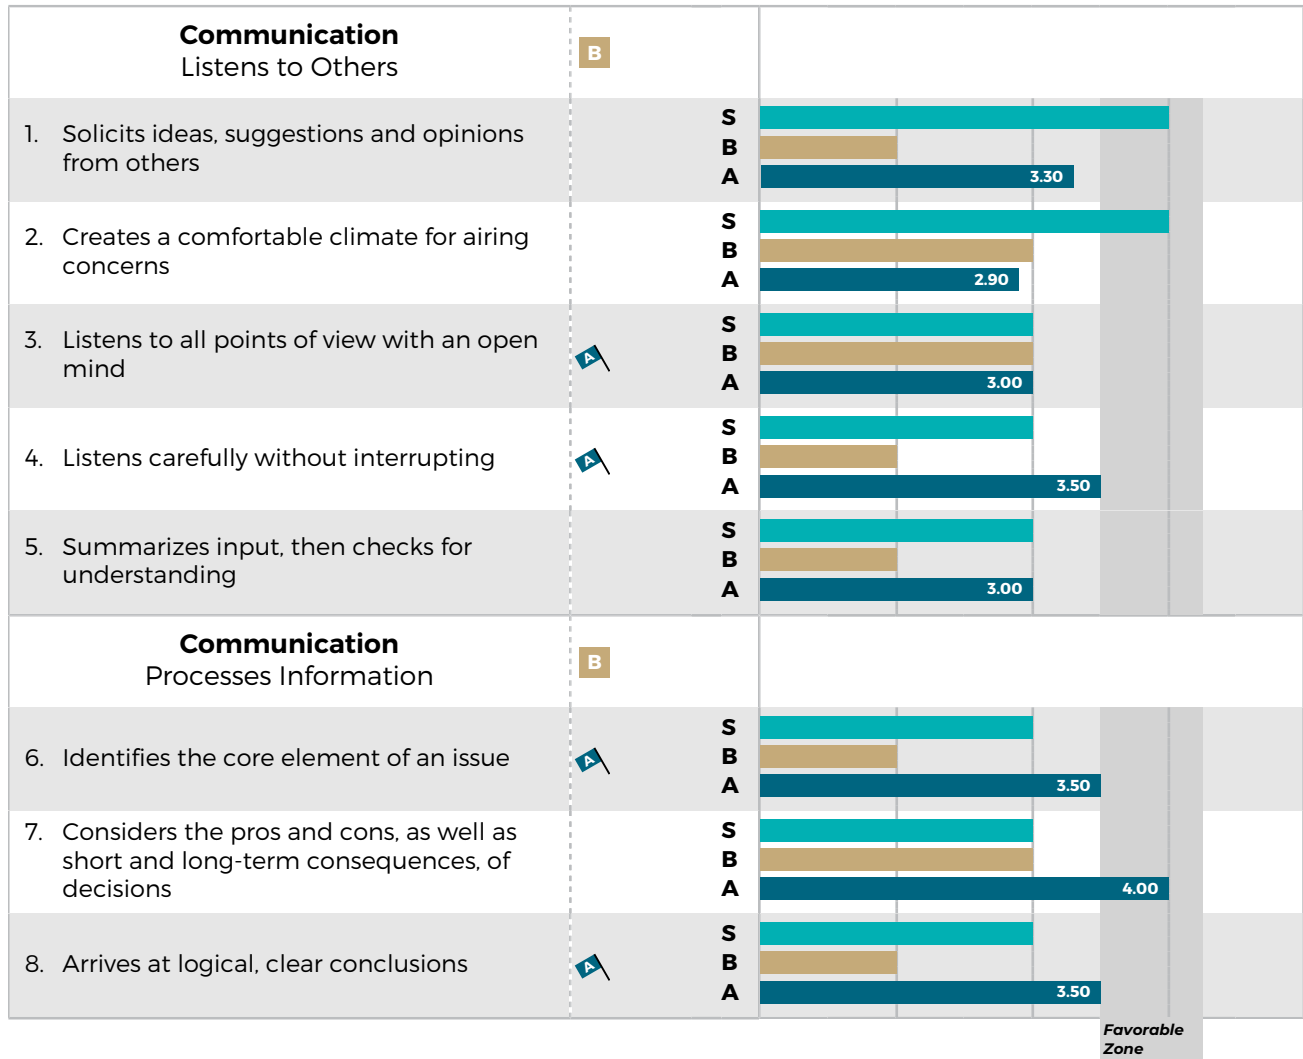 Communication
Listens to Others
B
1. Solicits ideas, suggestions and opinions
from others
S
B
A 3.30
2. Creates a comfortable climate for airing
concerns
S
B
A 2.90
3. Listens to all points of view with an open
mind
A
S
B
A 3.00
4. Listens carefully without interrupting
A
S
B
A 3.50
5. Summarizes input, then checks for
understanding
S
B
A 3.00
Communication
Processes Information
B
6. Identifies the core element of an issue
A
S
B
A 3.50
7. Considers the pros and cons, as well as
short and long-term consequences, of
decisions
S
B
A 4.00
8. Arrives at logical, clear conclusions
A
S
B
A 3.50
Favorable
Zone